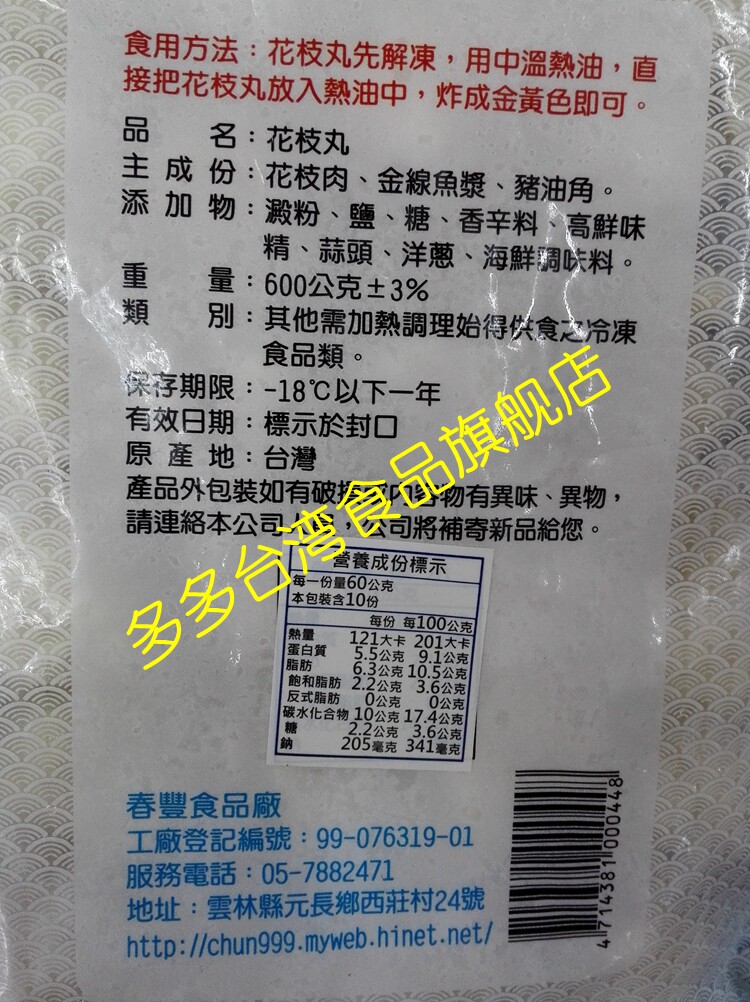 食用方法：花枝丸先解凍，用中溫熱油，直
接把花枝丸放入熱油中，炸成金黃色即可。
品名：花枝丸
主成份：花枝肉、金線魚漿、豬油角。
添加物：澱粉、鹽、糖、香辛料、高鮮味
精、蒜頭、洋蔥、海鮮調味料。
重量：600公克±3%
類別：其他需加熱調理始得供食之冷凍
食品類。
保存期限：-18℃以下一年
有效日期：標示於封口
原產地：台灣
產品外包裝如有破損或內容物有異味、異物，
請連絡本公司，公司將補寄新品給您。
多多台湾食品旗舰店
營養成份標示
每一份量60公克
本包裝含10份
每份 每100公克
熱量 121大卡 201大卡
蛋白質 5.5公克 9.1公克
脂肪 6.3公克 10.5公克
飽和脂肪 2.2公克 3.6公克
反式脂肪 0公克 0公克
碳水化合物 10公克 17.4公克
糖 2.2公克 3.6公克
鈉 205毫克 341毫克
春豐食品廠
工廠登記編號：99-076319-01
服務電話：05-7882471
地址：雲林縣元長鄉西莊村24號
http://chun999.myweb.hinet.net/
4714381000448